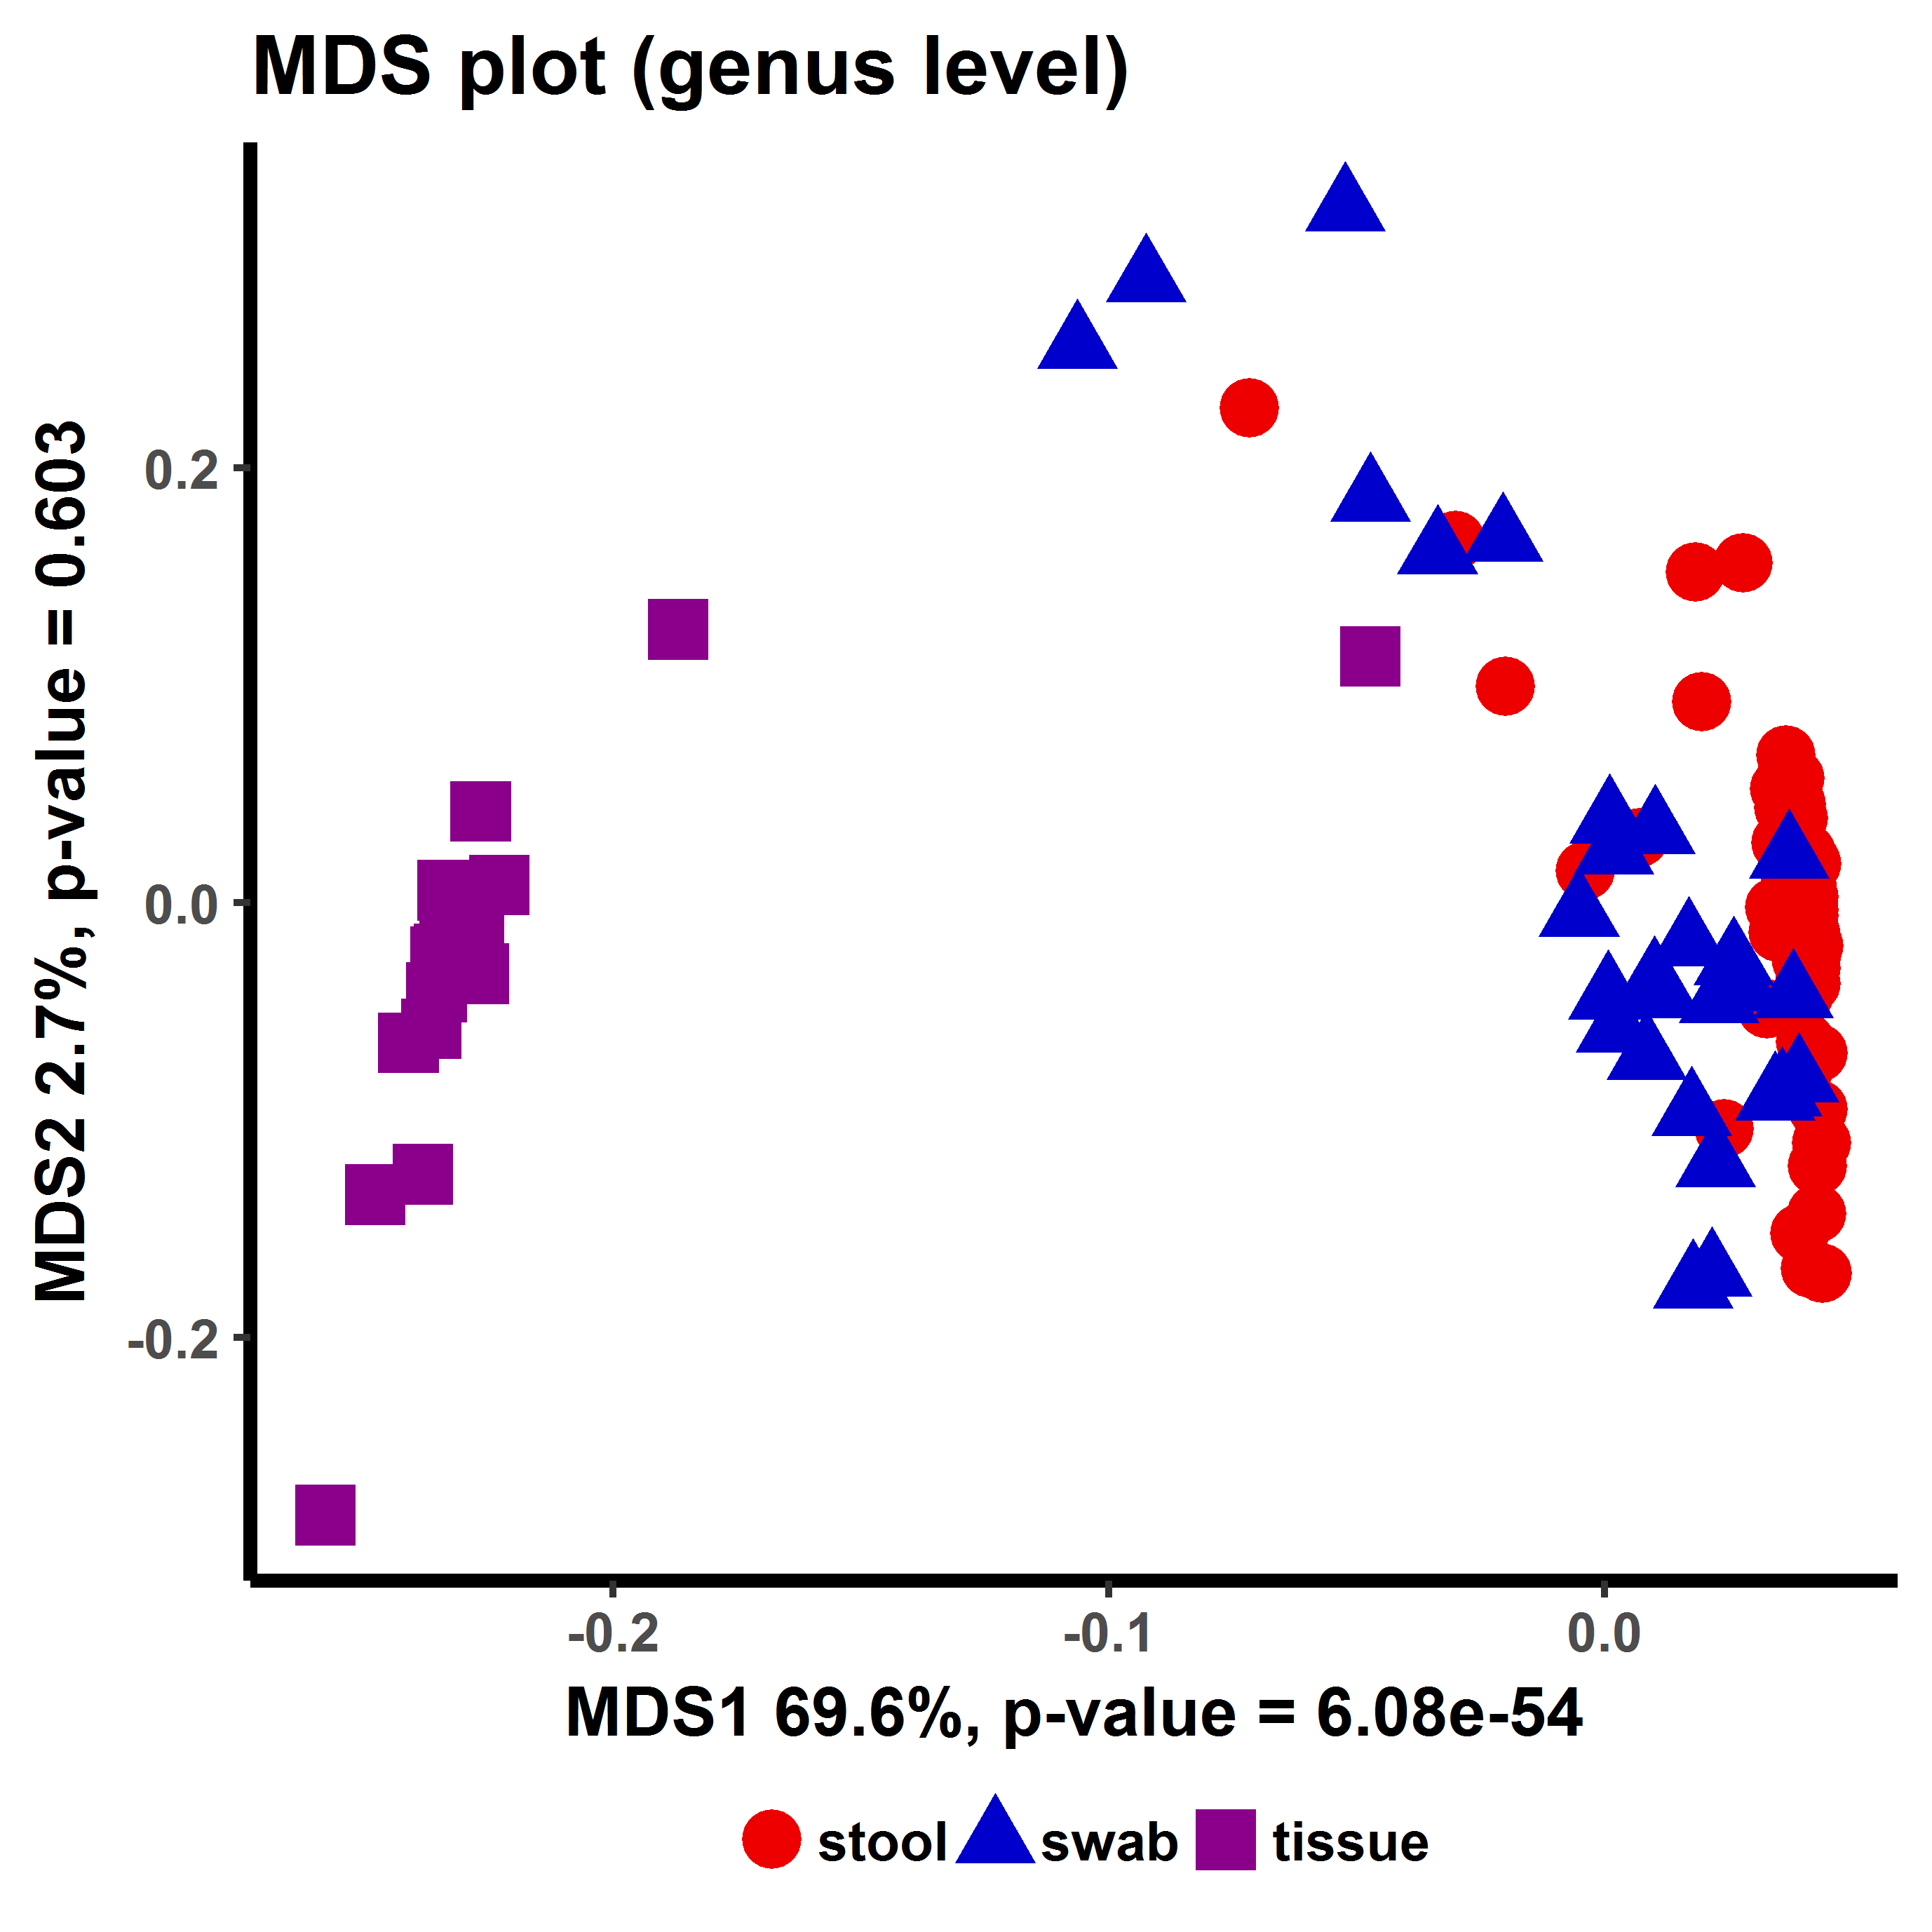 MDS plot (genus level)
MDS2 2.7%, p-value = 0.603
0.2
0.0
-0.2
-0.2 -0.1 0.0
MDS1 69.6%, p-value = 6.08e-54
stool swab tissue